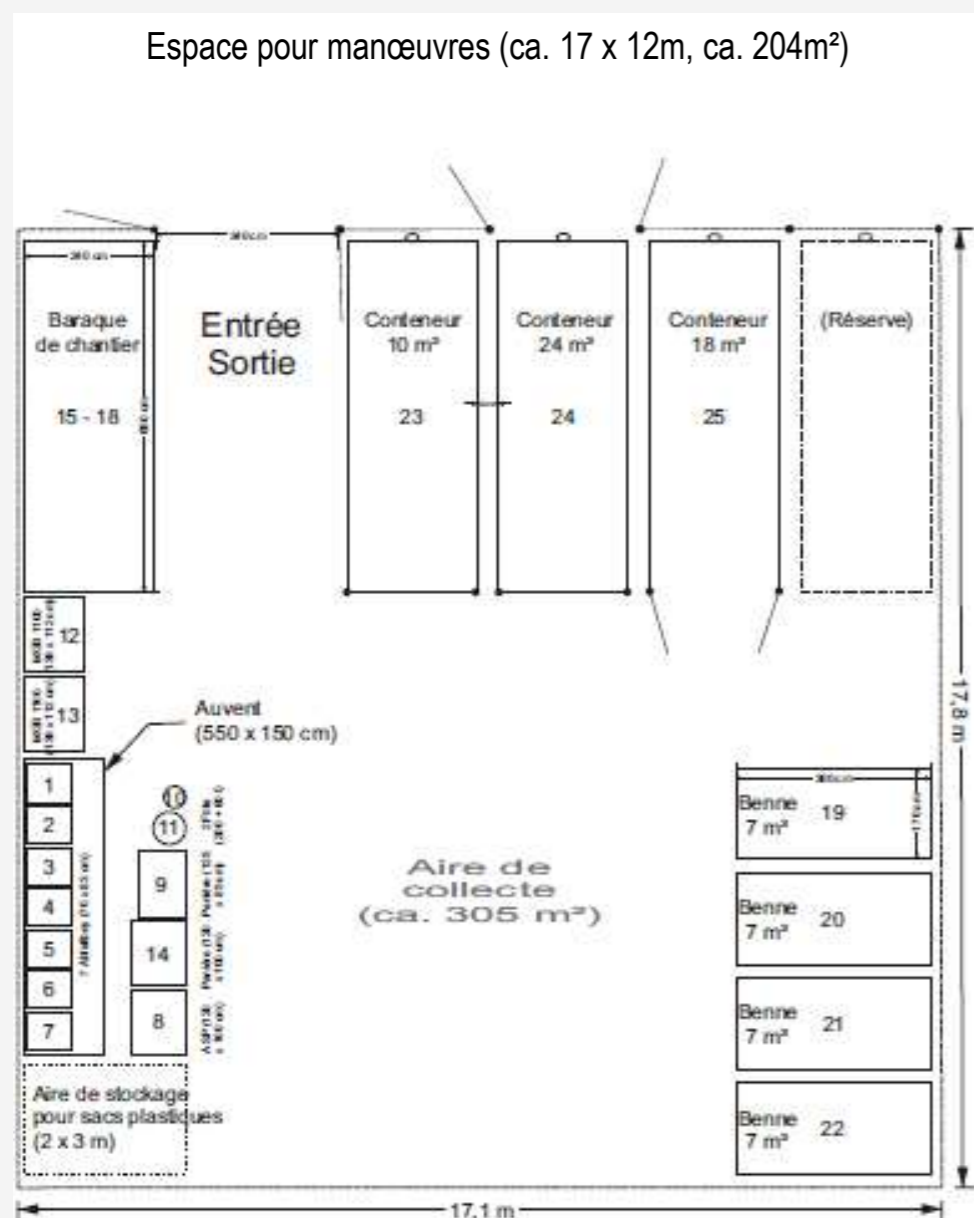 Espace pour manœuvres (ca. 17 x 12m, ca. 204m²)
Baraque
de chantier
15 - 18
Entrée
Sortie
Conteneur
10 m³
23
Conteneur
24 m³
24
Conteneur
18 m³
25
(Réserve)
12
13
Auvent
(550 x 150 cm)
1
2
3
4
5
6
7
10
11
9
14
8
Aire de
collecte
(ca. 305 m²)
Benne
7 m³
19
Benne
7 m³
20
Benne
7 m³
21
Benne
7 m³
22
Aire de stockage
pour sacs plastiques
(2 x 3 m)
17,8 m
17,1 m